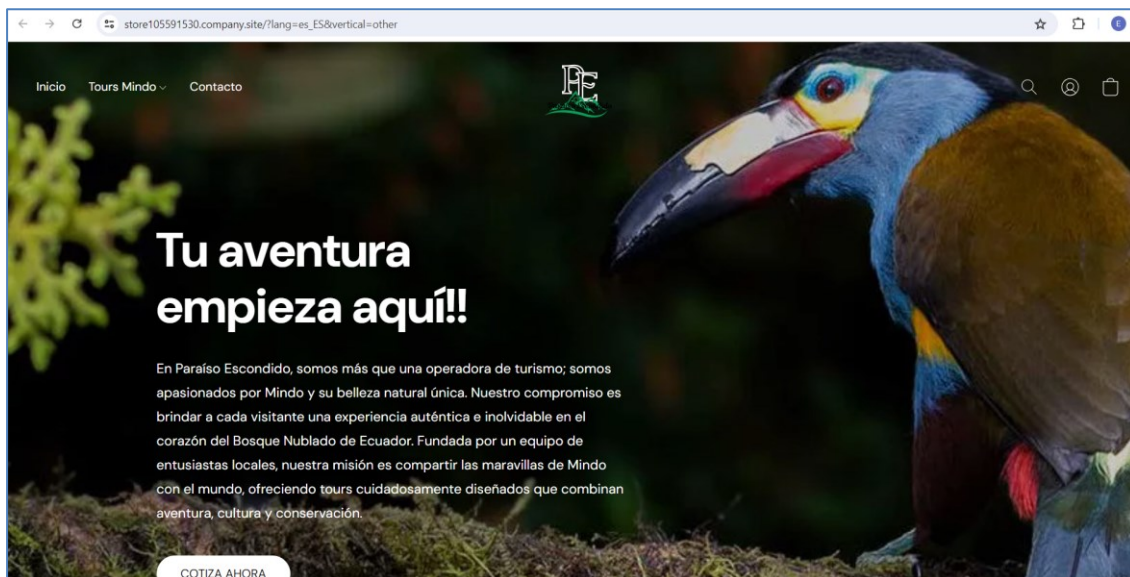 store105591530.company.site/?lang=es_ES&vertical=other
E
Inicio Tours Mindo Contacto
PE
Tu aventura
empieza aquí!!
En Paraíso Escondido, somos más que una operadora de turismo; somos
apasionados por Mindo y su belleza natural única. Nuestro compromiso es
brindar a cada visitante una experiencia auténtica e inolvidable en el
corazón del Bosque Nublado de Ecuador. Fundada por un equipo de
entusiastas locales, nuestra misión es compartir las maravillas de Mindo
con el mundo, ofreciendo tours cuidadosamente diseñados que combinan
aventura, cultura y conservación.
COTIZA AHORA